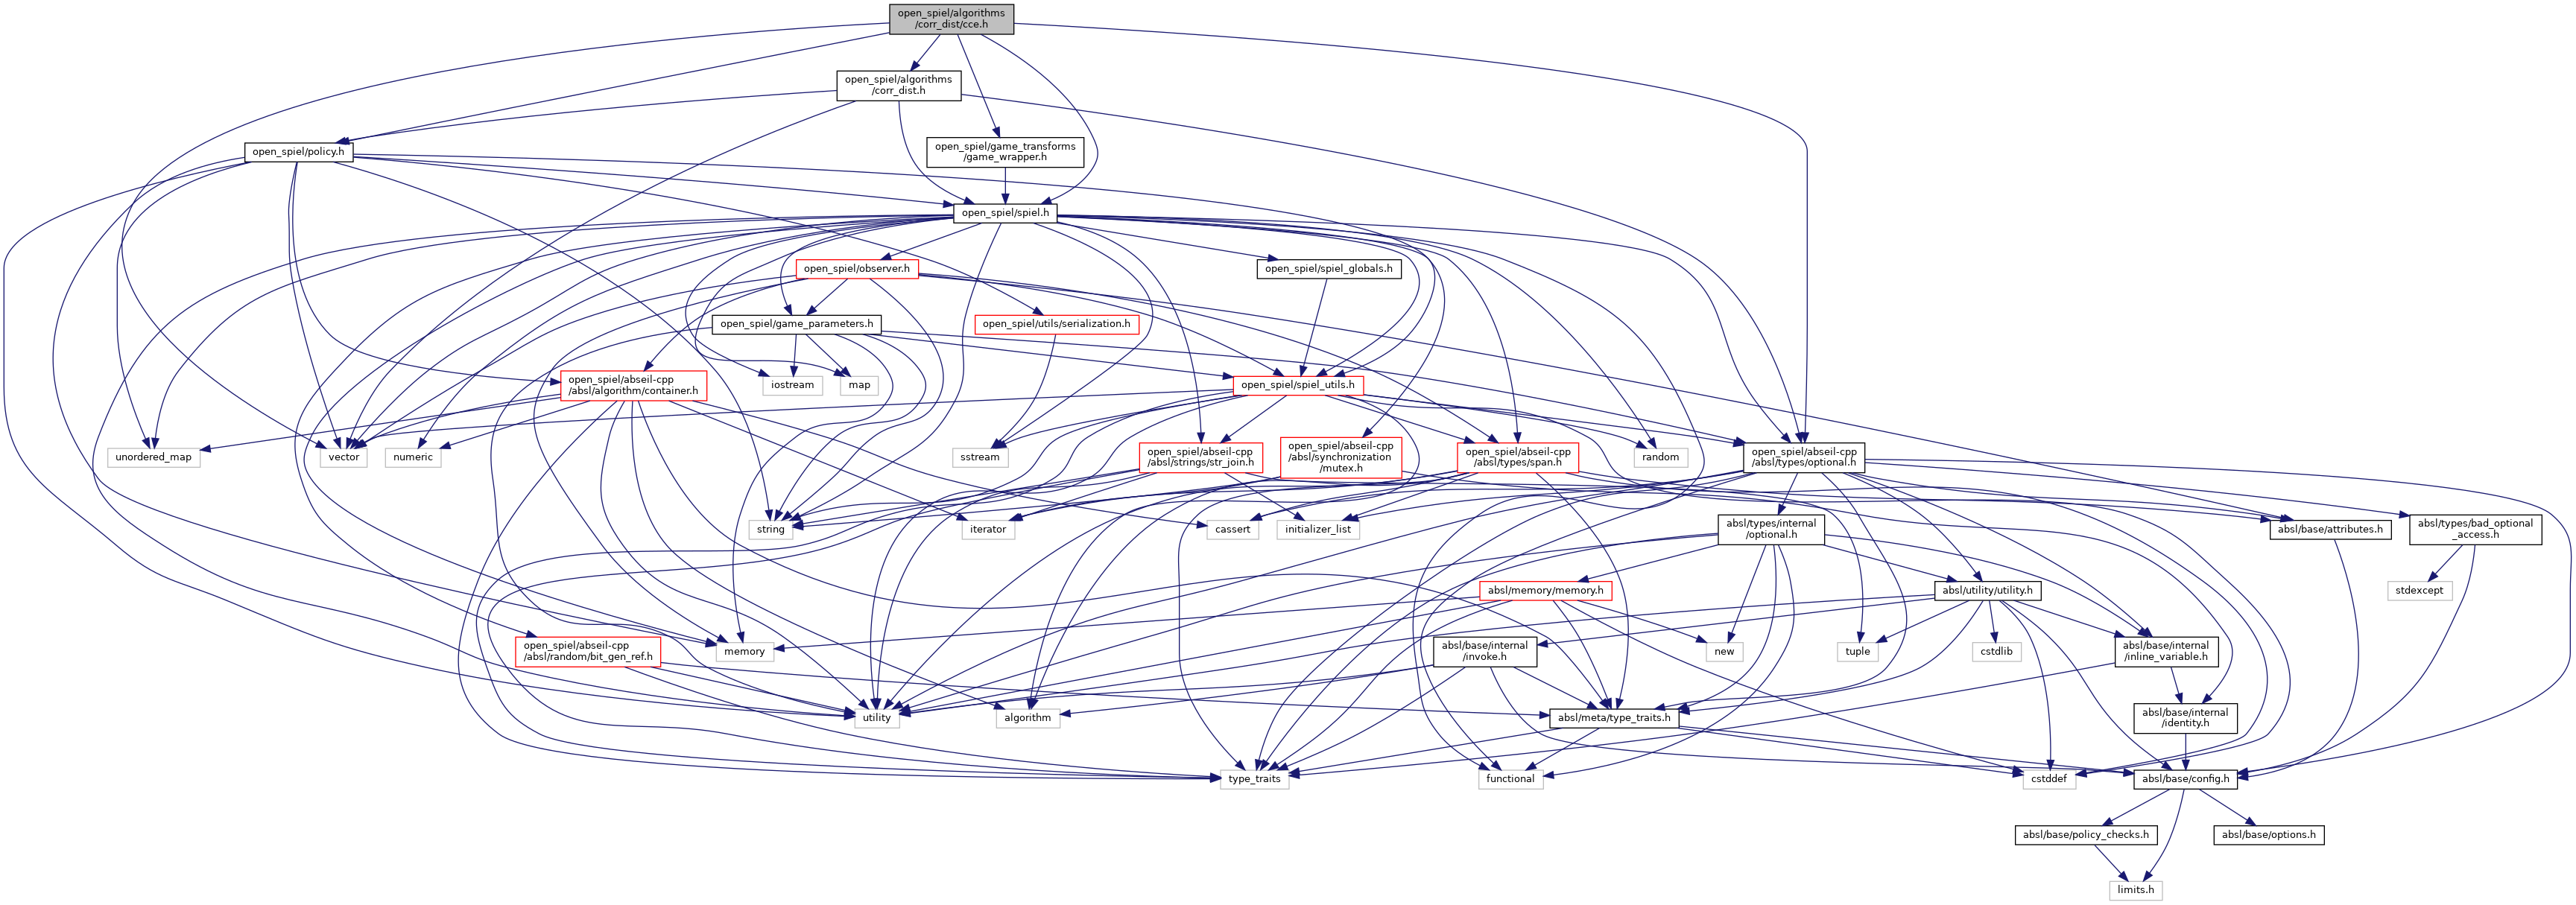 open_spiel/algorithms
/corr_dist/cce.h
open_spiel/algorithms
/corr_dist.h
open_spiel/policy.h
open_spiel/game_transforms
/game_wrapper.h
open_spiel/spiel.h
open_spiel/observer.h
open_spiel/spiel_globals.h
open_spiel/game_parameters.h
open_spiel/utils/serialization.h
open_spiel/abseil-cpp
/absl/algorithm/container.h
iostream
map
open_spiel/spiel_utils.h
unordered_map
vector
numeric
sstream
open_spiel/abseil-cpp
/absl/strings/str_join.h
open_spiel/abseil-cpp
/absl/synchronization
/mutex.h
open_spiel/abseil-cpp
/absl/types/span.h
random
open_spiel/abseil-cpp
/absl/types/optional.h
string
iterator
cassert
initializer_list
absl/types/internal
/optional.h
absl/base/attributes.h
absl/types/bad_optional
_access.h
absl/memory/memory.h
absl/utility/utility.h
stdexcept
open_spiel/abseil-cpp
/absl/random/bit_gen_ref.h
memory
absl/base/internal
/invoke.h
new
tuple
cstdlib
absl/base/internal
/inline_variable.h
utility
algorithm
absl/meta/type_traits.h
absl/base/internal
/identity.h
type_traits
functional
cstddef
absl/base/config.h
absl/base/policy_checks.h
absl/base/options.h
limits.h